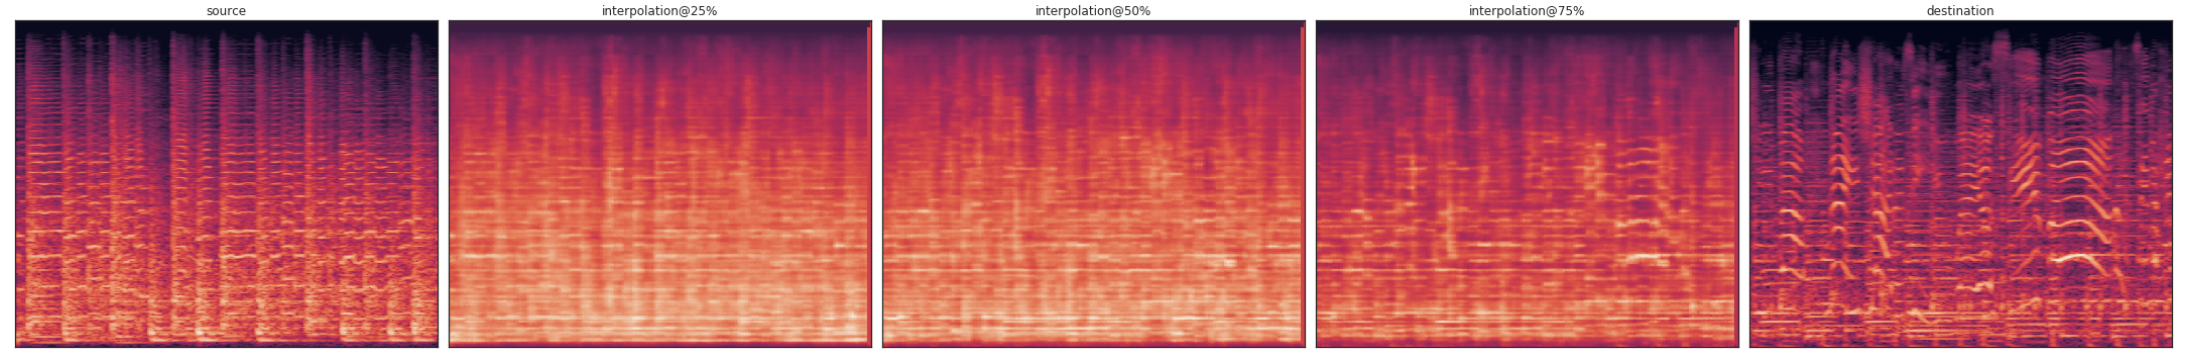 source
interpolation@25%
interpolation@50%
interpolation@75%
destination